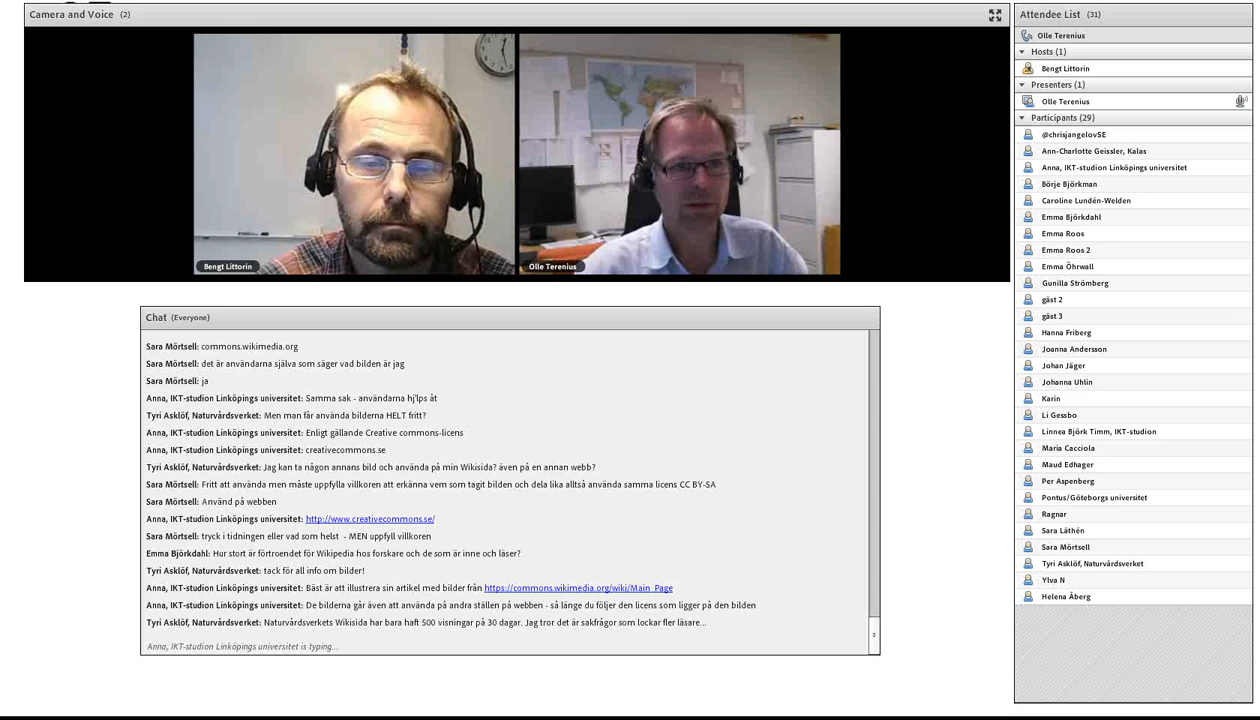 Camera and Voice (2)
Bengt Littorin
Olle Terenius
Chat (Everyone)
Sara Mörtsell: commons.wikimedia.org
Sara Mörtsell: det är användarna själva som säger vad bilden är jag
Sara Mörtsell: ja
Anna, IKT-studion Linköpings universitet: Samma sak - användarna hj'lps åt
Tyri Asklöf, Naturvårdsverket: Men man får använda bilderna HELT fritt?
Anna, IKT-studion Linköpings universitet: Enligt gällande Creative commons-licens
Anna, IKT-studion Linköpings universitet: creativecommons.se
Tyri Asklöf, Naturvårdsverket: Jag kan ta någon annans bild och använda på min Wikisida? även på en annan webb?
Sara Mörtsell: Fritt att använda men måste uppfylla villkoren att erkänna vem som tagit bilden och dela lika alltså använda samma licens CC BY-SA
Sara Mörtsell: Använd på webben
Anna, IKT-studion Linköpings universitet: http://www.creativecommons.se/
Sara Mörtsell: tryck i tidningen eller vad som helst - MEN uppfyll villkoren
Emma Björkdahl: Hur stort är förtroendet för Wikipedia hos forskare och de som är inne och läser?
Tyri Asklöf, Naturvårdsverket: tack för all info om bilder!
Anna, IKT-studion Linköpings universitet: Bäst är att illustrera sin artikel med bilder från https://commons.wikimedia.org/wiki/Main_Page
Anna, IKT-studion Linköpings universitet: De bilderna går även att använda på andra ställen på webben - så länge du följer den licens som ligger på den bilden
Tyri Asklöf, Naturvårdsverket: Naturvårdsverkets Wikisida har bara haft 500 visningar på 30 dagar. Jag tror det är sakfrågor som lockar fler läsare...
Anna, IKT-studion Linköpings universitet is typing...
Attendee List (31)
Olle Terenius
Hosts (1)
Bengt Littorin
Presenters (1)
Olle Terenius
Participants (29)
@chrisjangelovSE
Ann-Charlotte Geissler, Kalas
Anna, IKT-studion Linköpings universitet
Börje Björkman
Caroline Lundén-Welden
Emma Björkdahl
Emma Roos
Emma Roos 2
Emma Öhrwall
Gunilla Strömberg
gäst 2
gäst 3
Hanna Friberg
Joanna Andersson
Johan Jäger
Johanna Uhlin
Karin
Li Gessbo
Linnea Björk Timm, IKT-studion
Maria Cacciola
Maud Edhager
Per Aspenberg
Pontus/Göteborgs universitet
Ragnar
Sara Låthén
Sara Mörtsell
Tyri Asklöf, Naturvårdsverket
Ylva N
Helena Åberg